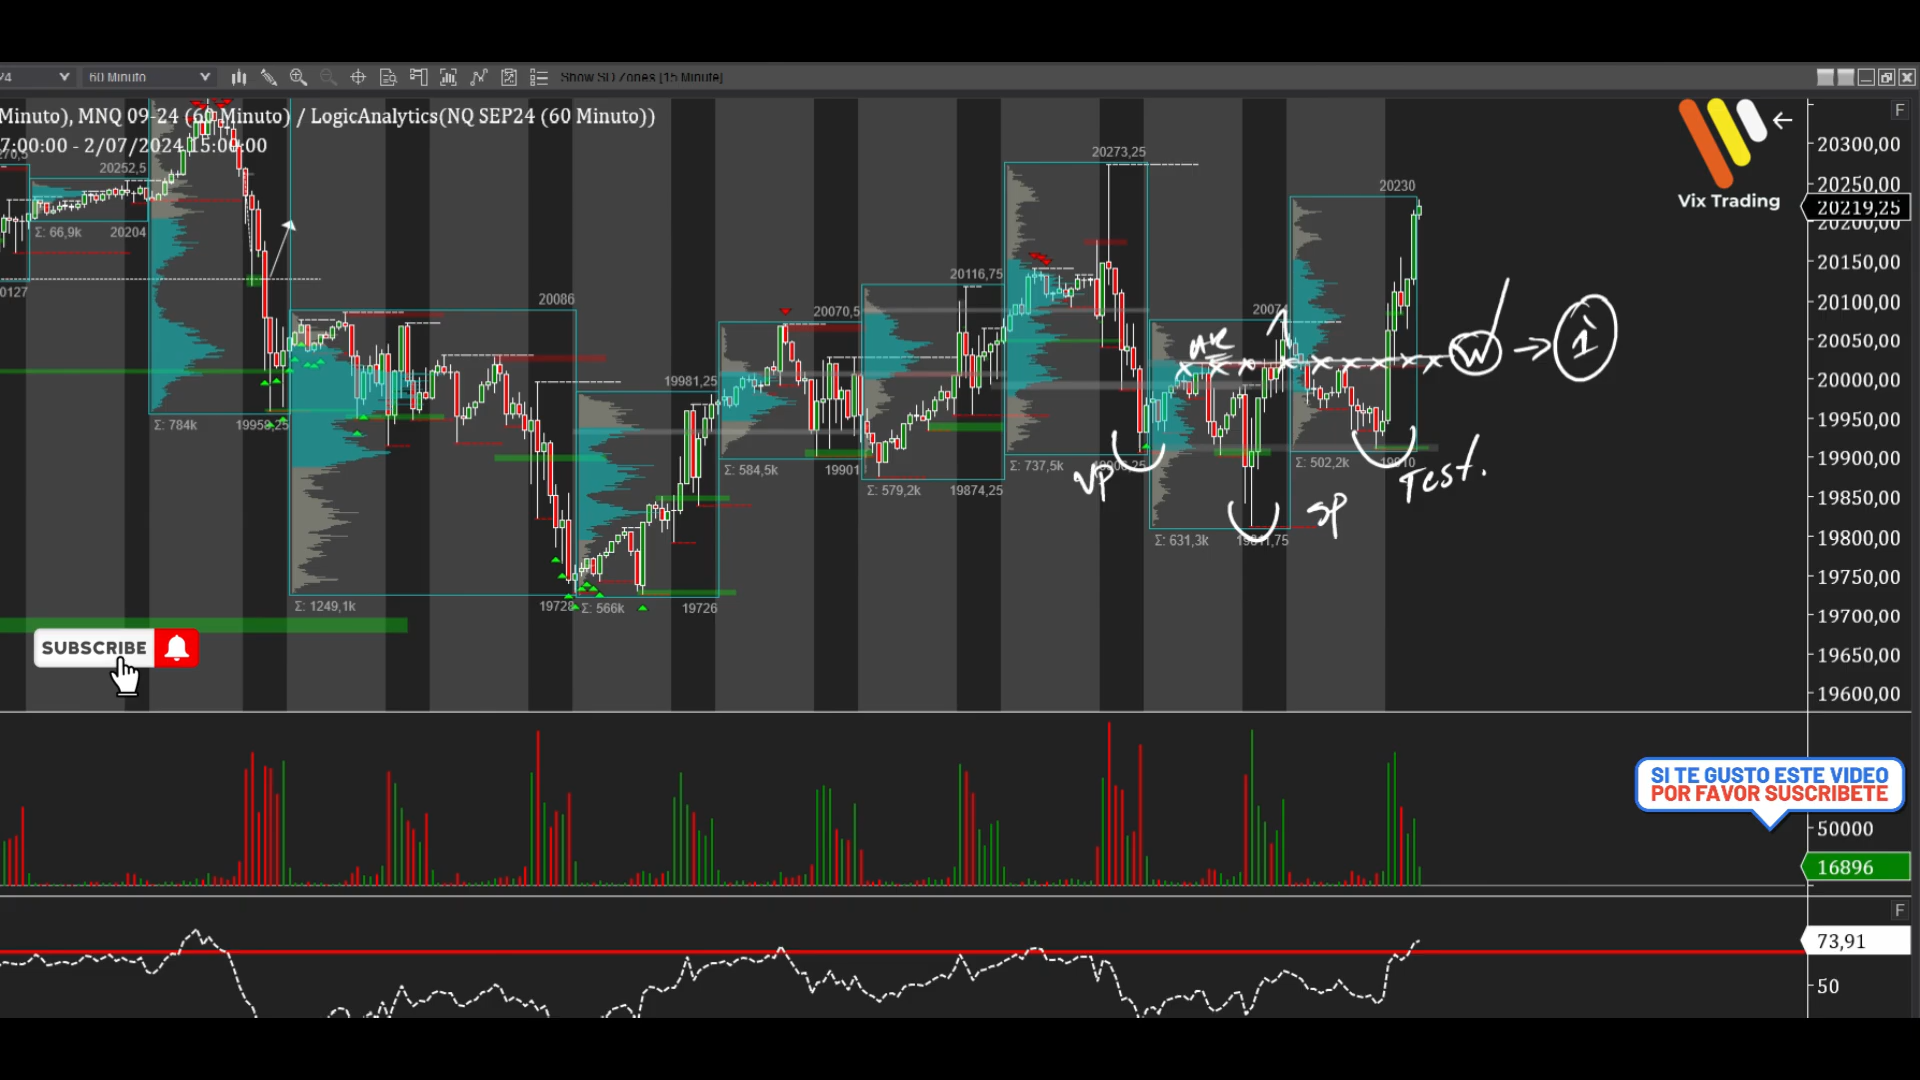 60 Minuto
Show SD Zones [15 Minute]
F
Minuto), MNQ 09-24 (60 Minuto) / LogicAnalytics(NQ SEP24 (60 Minuto))
7:00:00 - 2/07/2024 15:00:00
Vix Trading
20300,00
20250,00
20219,25
20200,00
20150,00
20100,00
20050,00
20000,00
19950,00
19900,00
19850,00
19800,00
19750,00
19700,00
19650,00
19600,00
20252,5
Σ: 66,9k
20204
Σ: 784k
19958,25
20086
Σ: 1249,1k
19728
19981,25
Σ: 566k
19726
20070,5
Σ: 584,5k
19901
20116,75
Σ: 579,2k
19874,25
20273,25
Σ: 737,5k
Σ: 631,3k
20230
Σ: 502,2k
19910
AR
W
i
VP
SP
Test.
SUBSCRIBE
SI TE GUSTO ESTE VIDEO
POR FAVOR SUSCRIBETE
50000
16896
F
73,91
50